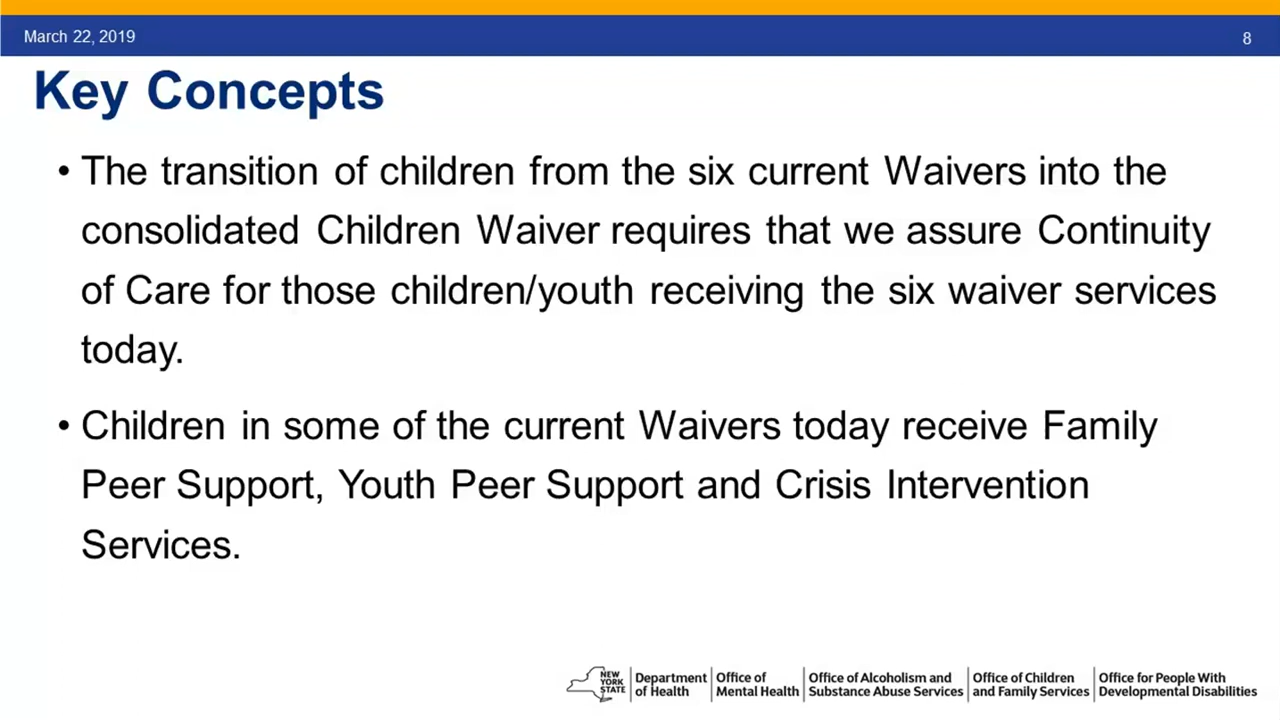 March 22, 2019
8
Key Concepts
• The transition of children from the six current Waivers into the
consolidated Children Waiver requires that we assure Continuity
of Care for those children/youth receiving the six waiver services
today.
• Children in some of the current Waivers today receive Family
Peer Support, Youth Peer Support and Crisis Intervention
Services.
NEW
YORK
STATE
Department
of Health
Office of
Mental Health
Office of Alcoholism and
Substance Abuse Services
Office of Children
and Family Services
Office for People With
Developmental Disabilities